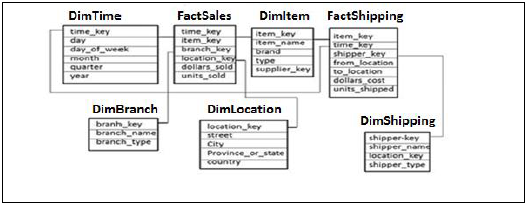 DimTime
time_key
day
day_of_week
month
quarter
year
FactSales
time_key
item_key
branch_key
location_key
dollars_sold
units_sold
DimItem
item_key
item_name
brand
type
supplier_key
FactShipping
item_key
time_key
shipper_key
from_location
to_location
dollars_cost
units_shipped
DimBranch
branh_key
branch_name
branch_type
DimLocation
location_key
street
City
Province_or_state
country
DimShipping
shipper-key
shipper_name
location_key
shipper_type